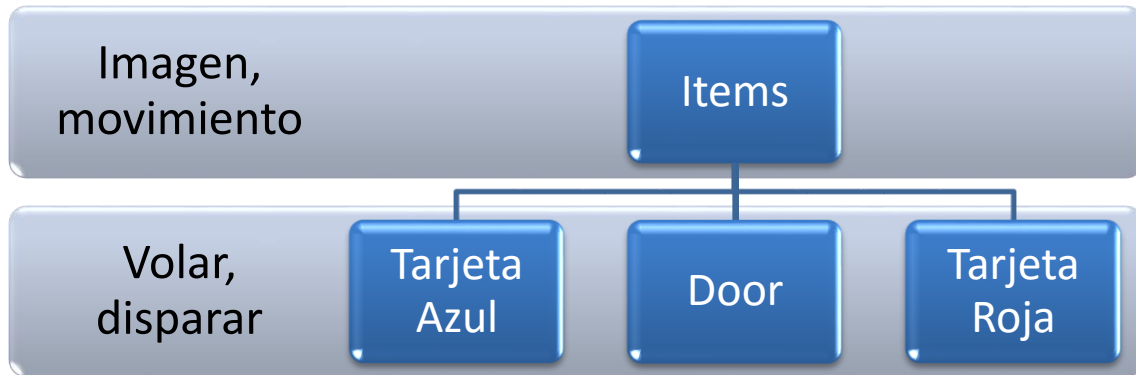 Imagen,
movimiento
Items
Volar,
disparar
Tarjeta
Azul
Door
Tarjeta
Roja